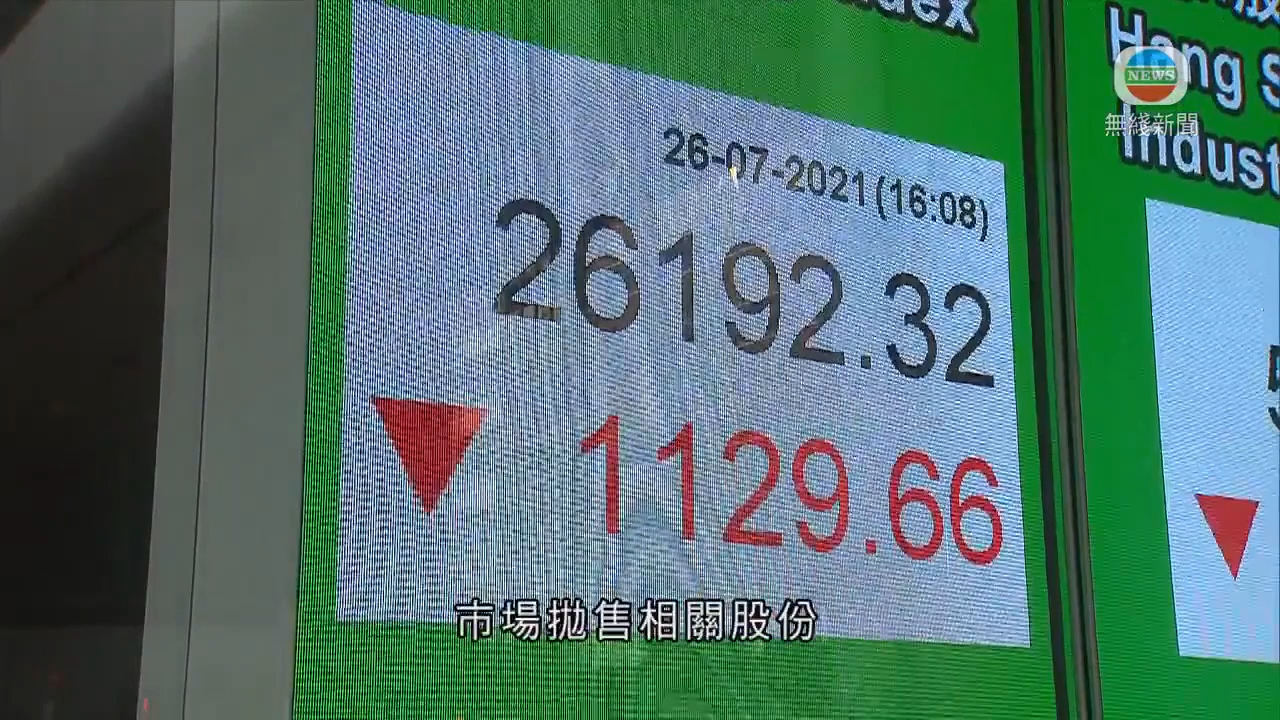 Hang S
Indust
NEWS
無綫新聞
26-07-2021(16:08)
26192.32
1129.66
市場拋售相關股份